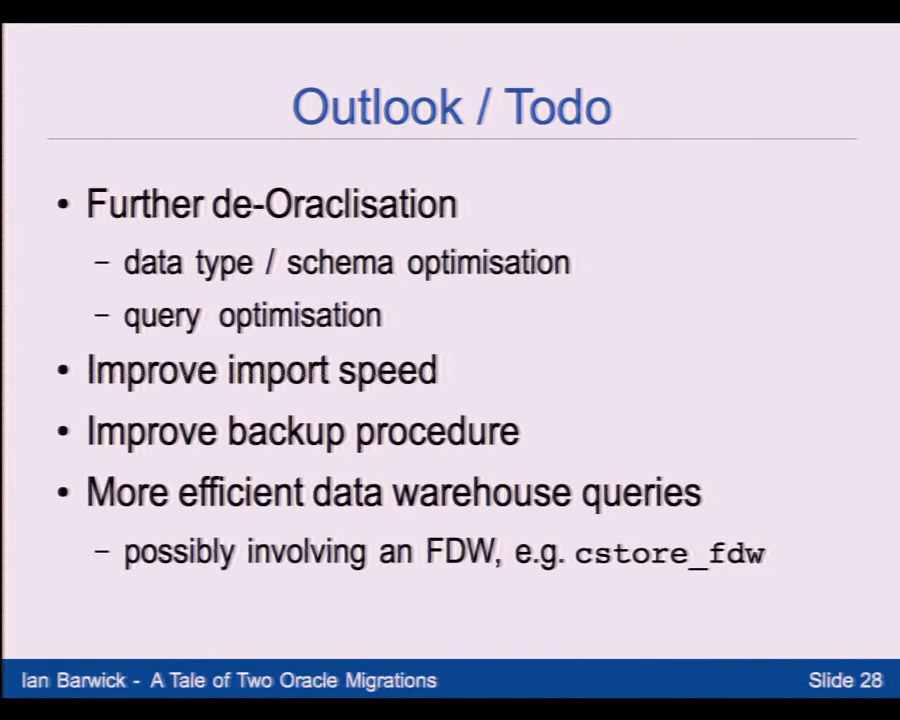 Outlook / Todo
• Further de-Oraclisation
– data type / schema optimisation
– query optimisation
• Improve import speed
• Improve backup procedure
• More efficient data warehouse queries
– possibly involving an FDW, e.g. cstore_fdw
Ian Barwick - A Tale of Two Oracle Migrations
Slide 28